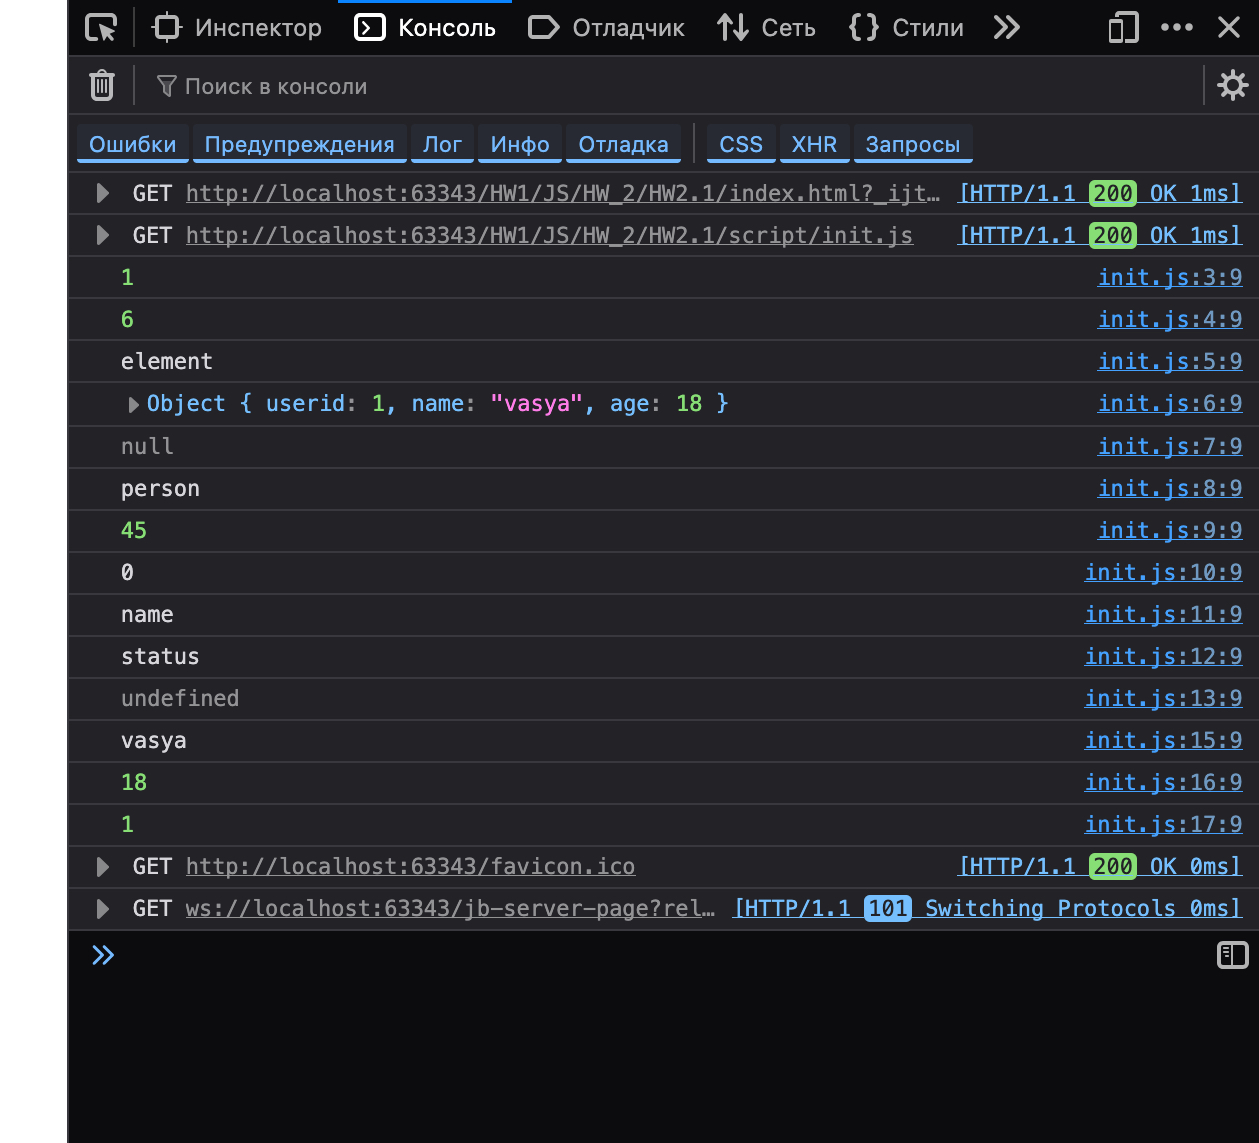 Инспектор Консоль Отладчик Сеть {} Стили
Поиск в консоли
Ошибки Предупреждения Лог Инфо Отладка CSS XHR Запросы
GET http://localhost:63343/HW1/JS/HW_2/HW2.1/index.html?_ijt… [HTTP/1.1 200 OK 1ms]
GET http://localhost:63343/HW1/JS/HW_2/HW2.1/script/init.js [HTTP/1.1 200 OK 1ms]
1 init.js:3:9
6 init.js:4:9
element init.js:5:9
Object { userid: 1, name: "vasya", age: 18 } init.js:6:9
null init.js:7:9
person init.js:8:9
45 init.js:9:9
0 init.js:10:9
name init.js:11:9
status init.js:12:9
undefined init.js:13:9
vasya init.js:15:9
18 init.js:16:9
1 init.js:17:9
GET http://localhost:63343/favicon.ico [HTTP/1.1 200 OK 0ms]
GET ws://localhost:63343/jb-server-page?rel… [HTTP/1.1 101 Switching Protocols 0ms]